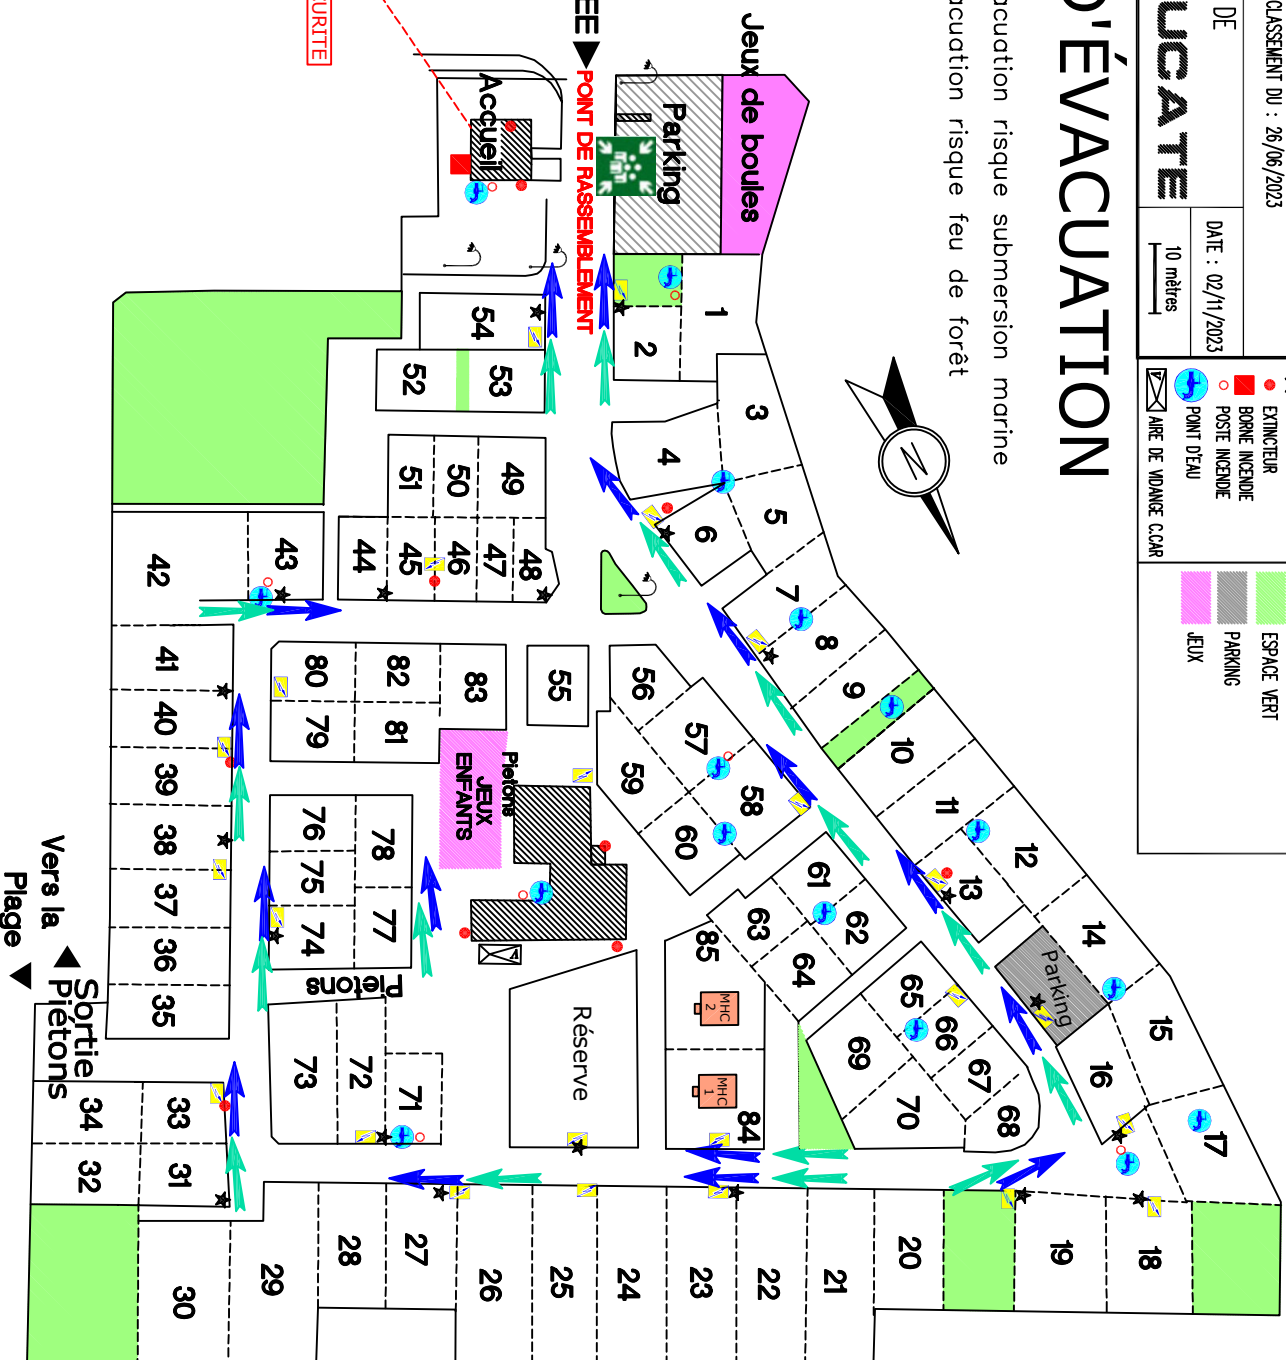 CLASSEMENT DU : 26/06/2023
DE
UCATE
DATE : 02/11/2023
10 mètres
EXTINCTEUR
BORNE INCENDIE
POSTE INCENDIE
POINT D'EAU
AIRE DE VIDANGE C.CAR
ESPACE VERT
PARKING
JEUX
D'ÉVACUATION
acuation risque submersion marine
acuation risque feu de forêt
N
URITE
EE
POINT DE RASSEMBLEMENT
Accueil
Parking
Jeux de boules
1
2
3
4
5
6
7
8
9
10
11
12
13
14
Parking
15
16
17
18
19
20
21
22
23
24
25
26
27
28
29
30
31
32
33
34
35
36
37
38
39
40
41
42
43
44
45
46
47
48
49
50
51
52
53
54
55
56
57
58
59
60
61
62
63
64
65
66
67
68
69
70
71
72
73
74
75
76
77
78
79
80
81
82
83
84
85
MHC
2
MHC
1
Réserve
JEUX
ENFANTS
Pietons
Pietons
Vers la
Plage
Sortie
Piétons